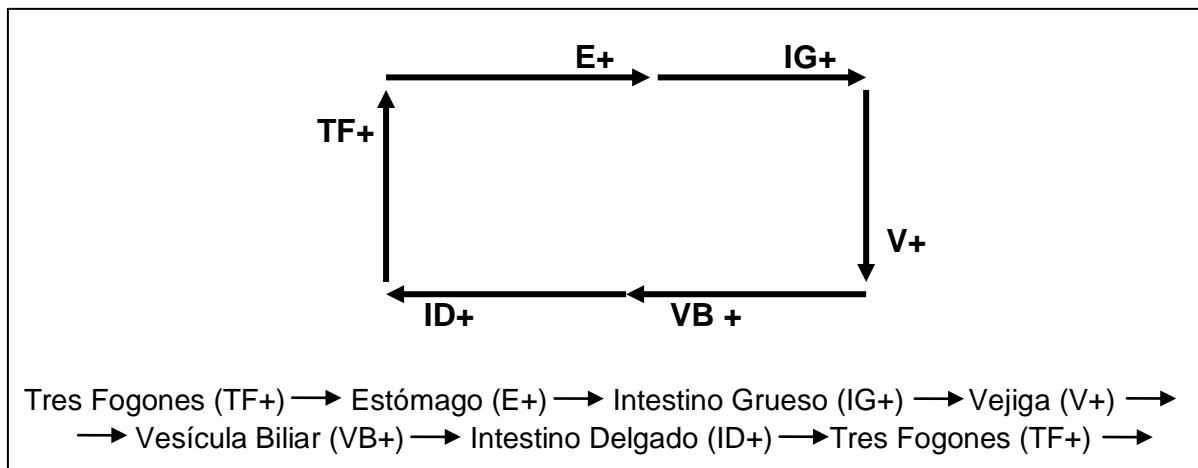 E+ IG+
TF+
V+
ID+ VB +
Tres Fogones (TF+) → Estómago (E+) → Intestino Grueso (IG+) → Vejiga (V+) →
→ Vesícula Biliar (VB+) → Intestino Delgado (ID+) → Tres Fogones (TF+) →